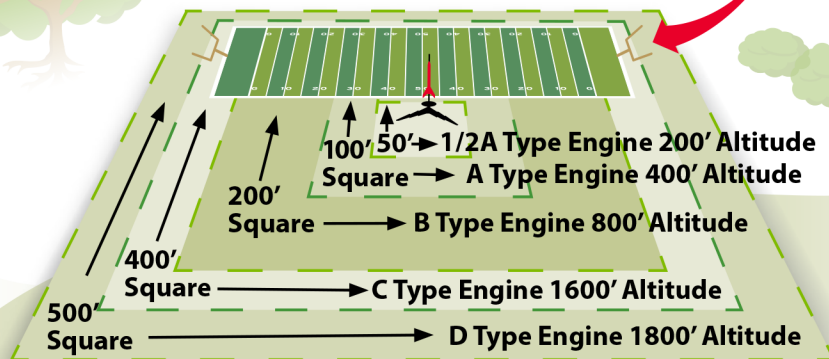 50' 1/2A Type Engine 200' Altitude
100'
Square A Type Engine 400' Altitude
200'
Square B Type Engine 800' Altitude
400'
Square C Type Engine 1600' Altitude
500'
Square D Type Engine 1800' Altitude